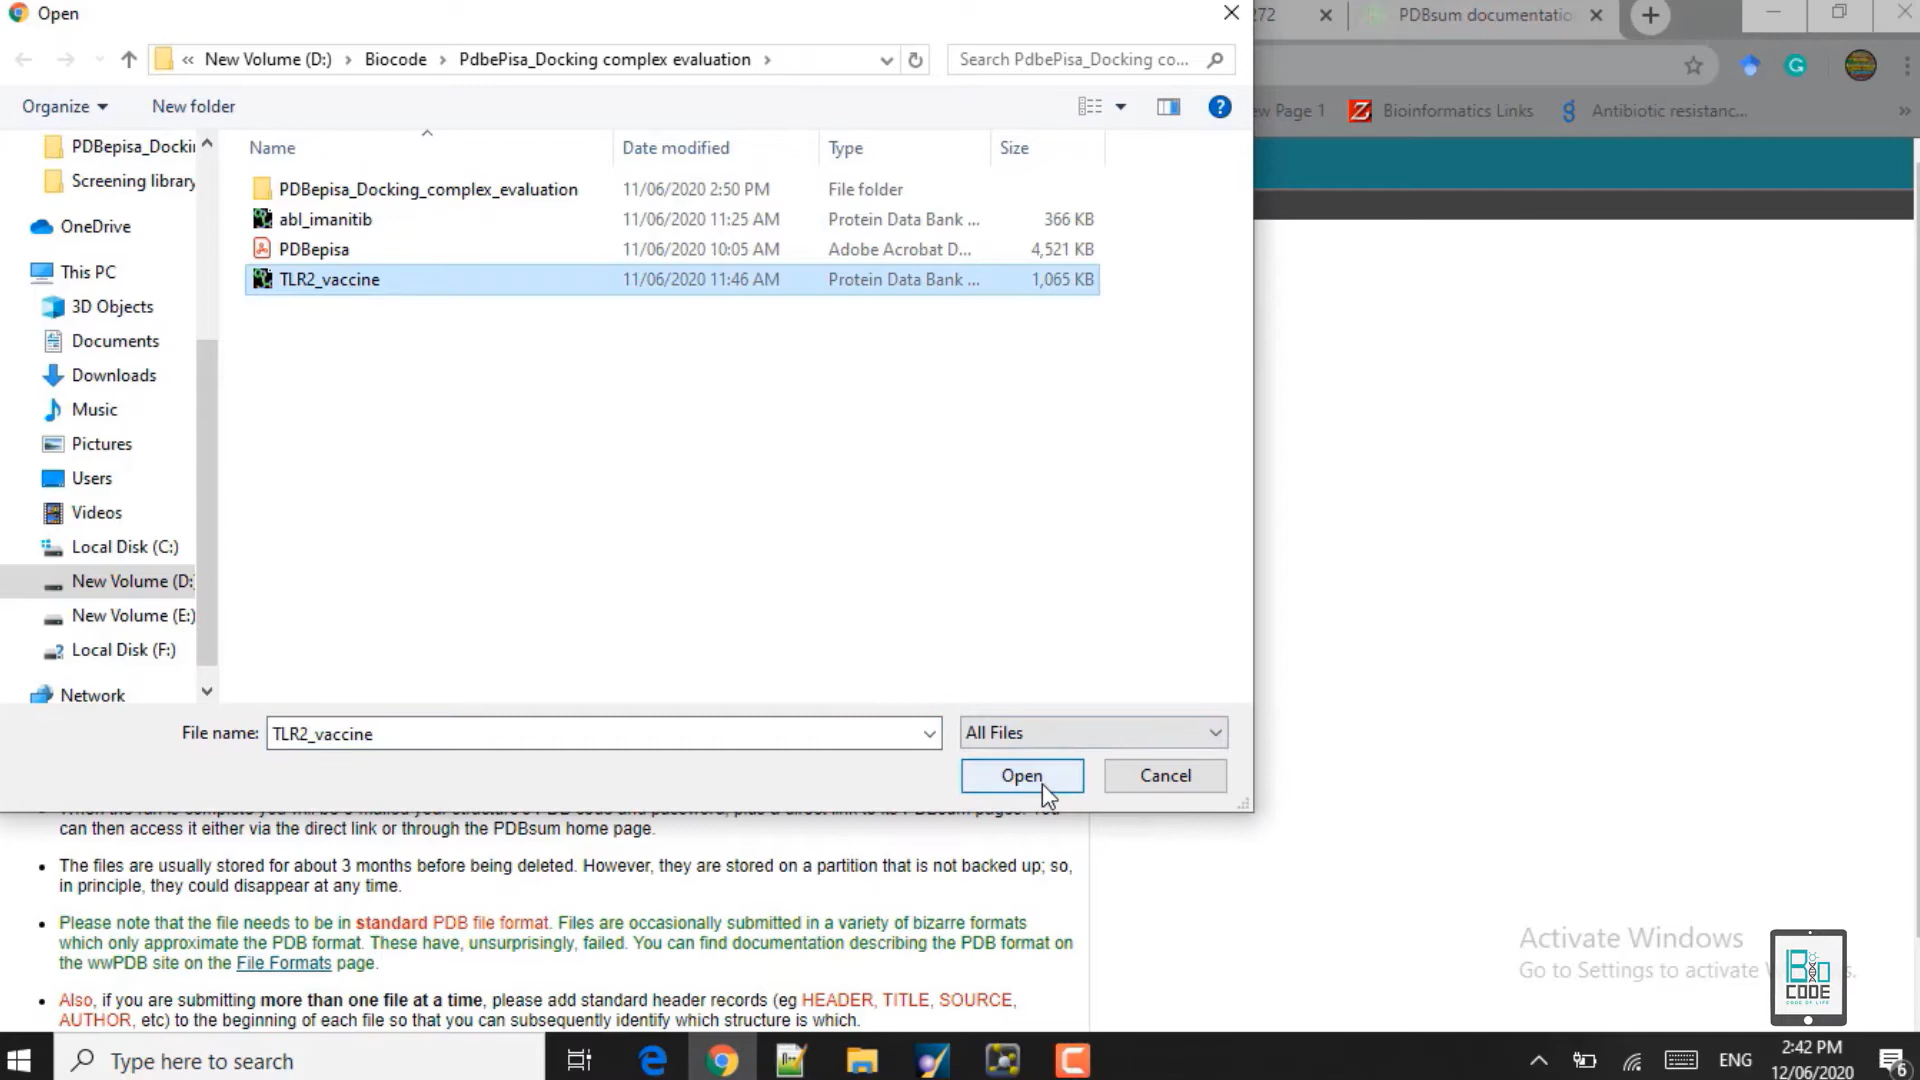 Open
272
PDBsum documentatio
New Volume (D:)
Biocode
PdbePisa_Docking complex evaluation
Search PdbePisa_Docking co...
Organize
New folder
ew Page 1
Bioinformatics Links
Antibiotic resistanc...
PDBepisa_Dockin
Name
Date modified
Type
Size
Screening library
PDBepisa_Docking_complex_evaluation 11/06/2020 2:50 PM File folder
OneDrive
abl_imanitib 11/06/2020 11:25 AM Protein Data Bank ... 366 KB
PDBepisa 11/06/2020 10:05 AM Adobe Acrobat D... 4,521 KB
This PC
TLR2_vaccine 11/06/2020 11:46 AM Protein Data Bank ... 1,065 KB
3D Objects
Documents
Downloads
Music
Pictures
Users
Videos
Local Disk (C:)
New Volume (D:
New Volume (E:)
Local Disk (F:)
Network
File name: TLR2_vaccine
All Files
Open
Cancel
can then access it either via the direct link or through the PDBsum home page.
The files are usually stored for about 3 months before being deleted. However, they are stored on a partition that is not backed up; so,
in principle, they could disappear at any time.
Please note that the file needs to be in standard PDB file format. Files are occasionally submitted in a variety of bizarre formats
which only approximate the PDB format. These have, unsurprisingly, failed. You can find documentation describing the PDB format on
the wwPDB site on the File Formats page.
Also, if you are submitting more than one file at a time, please add standard header records (eg HEADER, TITLE, SOURCE,
AUTHOR, etc) to the beginning of each file so that you can subsequently identify which structure is which.
Activate Windows
Go to Settings to activate
BIO
CODE
CODE OF LIFE
Type here to search
ENG
2:42 PM
12/06/2020
6